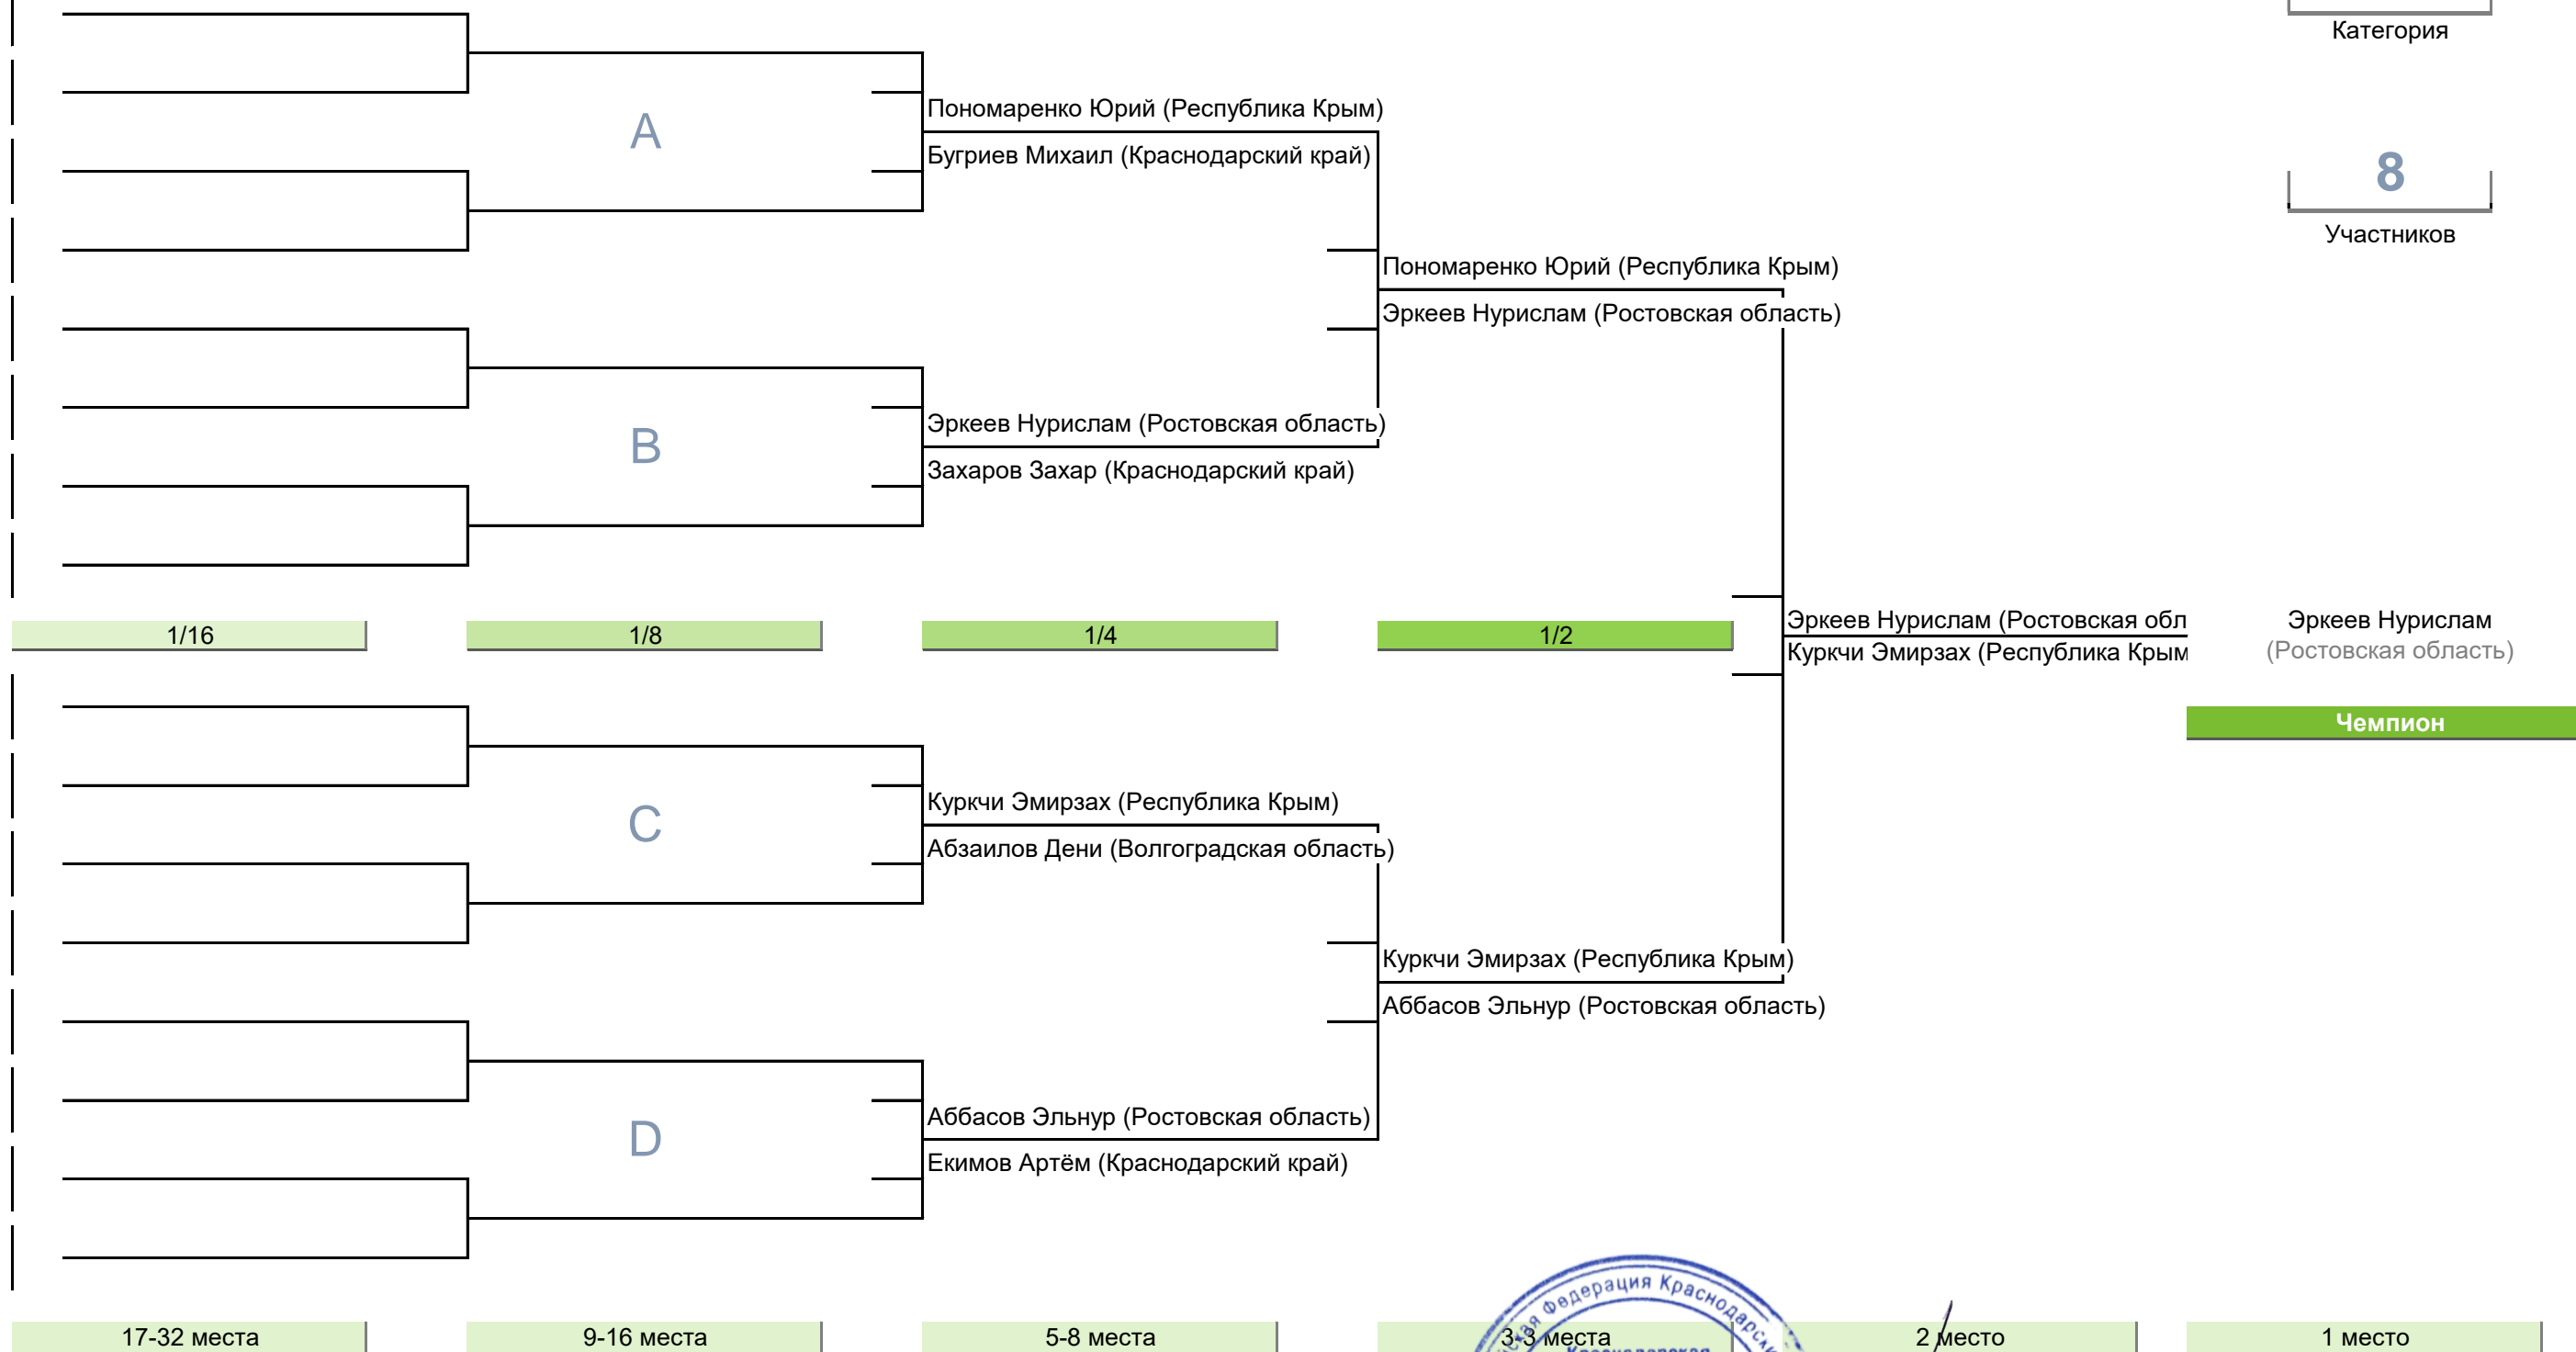 Категория
Пономаренко Юрий (Республика Крым)
A
Бугриев Михаил (Краснодарский край)
8
Участников
Пономаренко Юрий (Республика Крым)
Эркеев Нурислам (Ростовская область)
Эркеев Нурислам (Ростовская область)
B
Захаров Захар (Краснодарский край)
1/16
1/8
1/4
1/2
Эркеев Нурислам (Ростовская обл
Куркчи Эмирзах (Республика Крым
Эркеев Нурислам
(Ростовская область)
Чемпион
Куркчи Эмирзах (Республика Крым)
C
Абзаилов Дени (Волгоградская область)
Куркчи Эмирзах (Республика Крым)
Аббасов Эльнур (Ростовская область)
Аббасов Эльнур (Ростовская область)
D
Екимов Артём (Краснодарский край)
Федерация
17-32 места
9-16 места
5-8 места
3-3 места
2 место
1 место